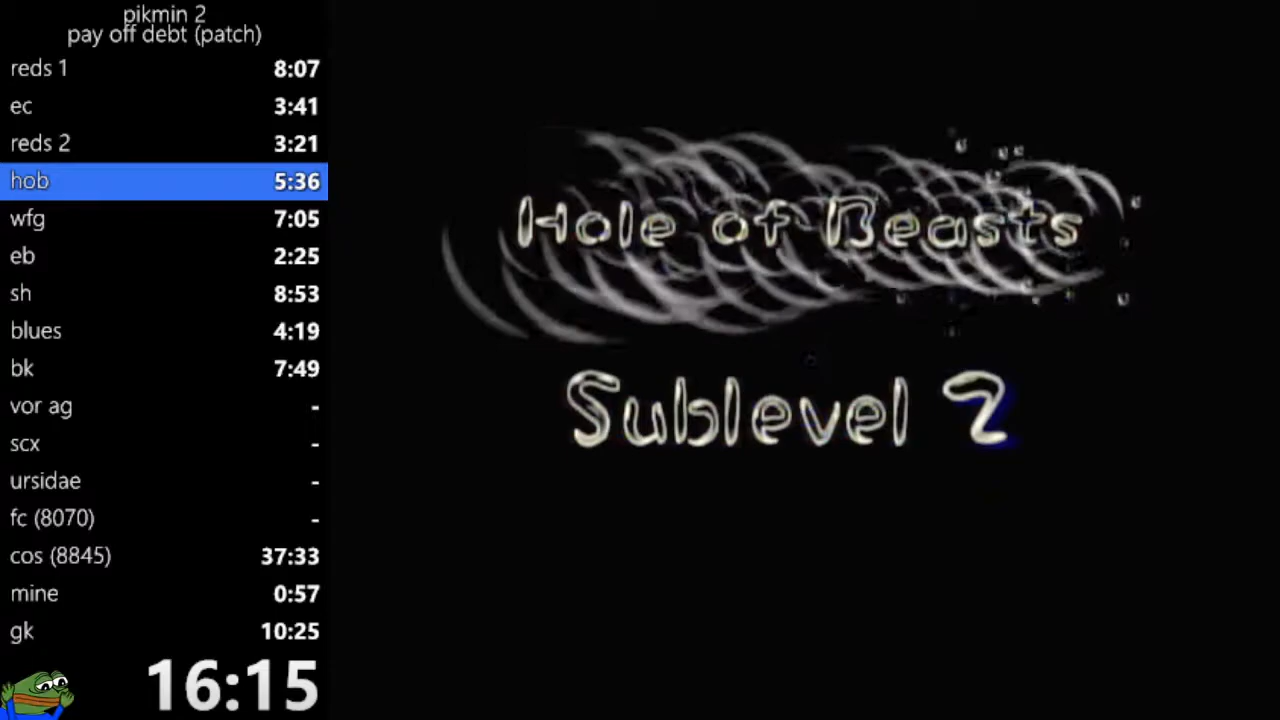 pikmin 2
pay off debt (patch)
reds 1 8:07
ec 3:41
reds 2 3:21
hob 5:36
wfg 7:05
eb 2:25
sh 8:53
blues 4:19
bk 7:49
vor ag -
scx -
ursidae -
fc (8070) -
cos (8845) 37:33
mine 0:57
gk 10:25
16:15
Hole of Beasts
Sublevel 2